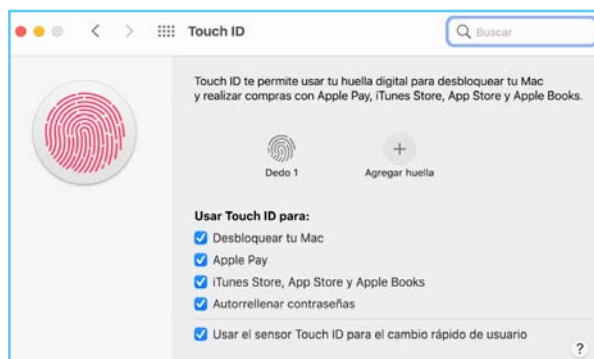 Touch ID
Buscar
Touch ID te permite usar tu huella digital para desbloquear tu Mac
y realizar compras con Apple Pay, iTunes Store, App Store y Apple Books.
Dedo 1
Agregar huella
Usar Touch ID para:
Desbloquear tu Mac
Apple Pay
iTunes Store, App Store y Apple Books
Autorrellenar contraseñas
Usar el sensor Touch ID para el cambio rápido de usuario
?